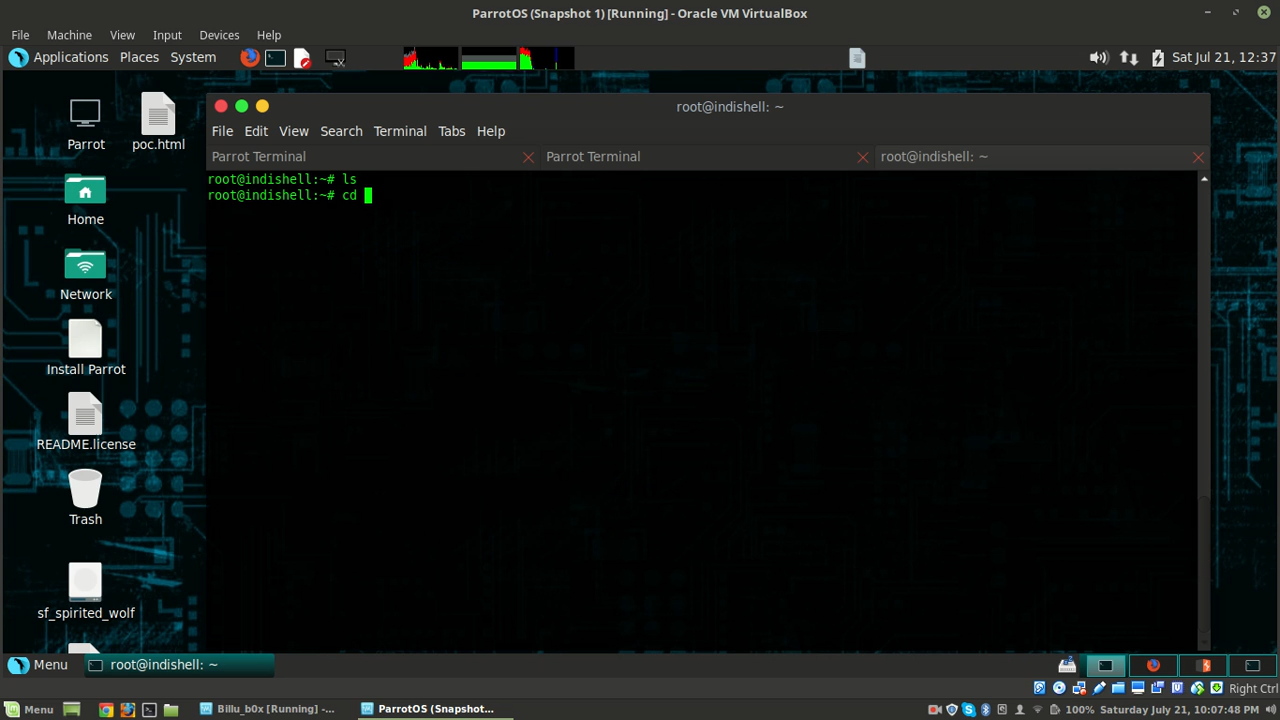 ParrotOS (Snapshot 1) [Running] - Oracle VM VirtualBox
File Machine View Input Devices Help
Applications Places System
Sat Jul 21, 12:37
Parrot
poc.html
Home
Network
Install Parrot
README.license
Trash
sf_spirited_wolf
root@indishell: ~
File Edit View Search Terminal Tabs Help
Parrot Terminal
Parrot Terminal
root@indishell: ~
root@indishell:~# ls
root@indishell:~# cd
Menu
root@indishell: ~
Right Ctrl
Menu
Billu_b0x [Running] -...
ParrotOS (Snapshot...
100% Saturday July 21, 10:07:48 PM